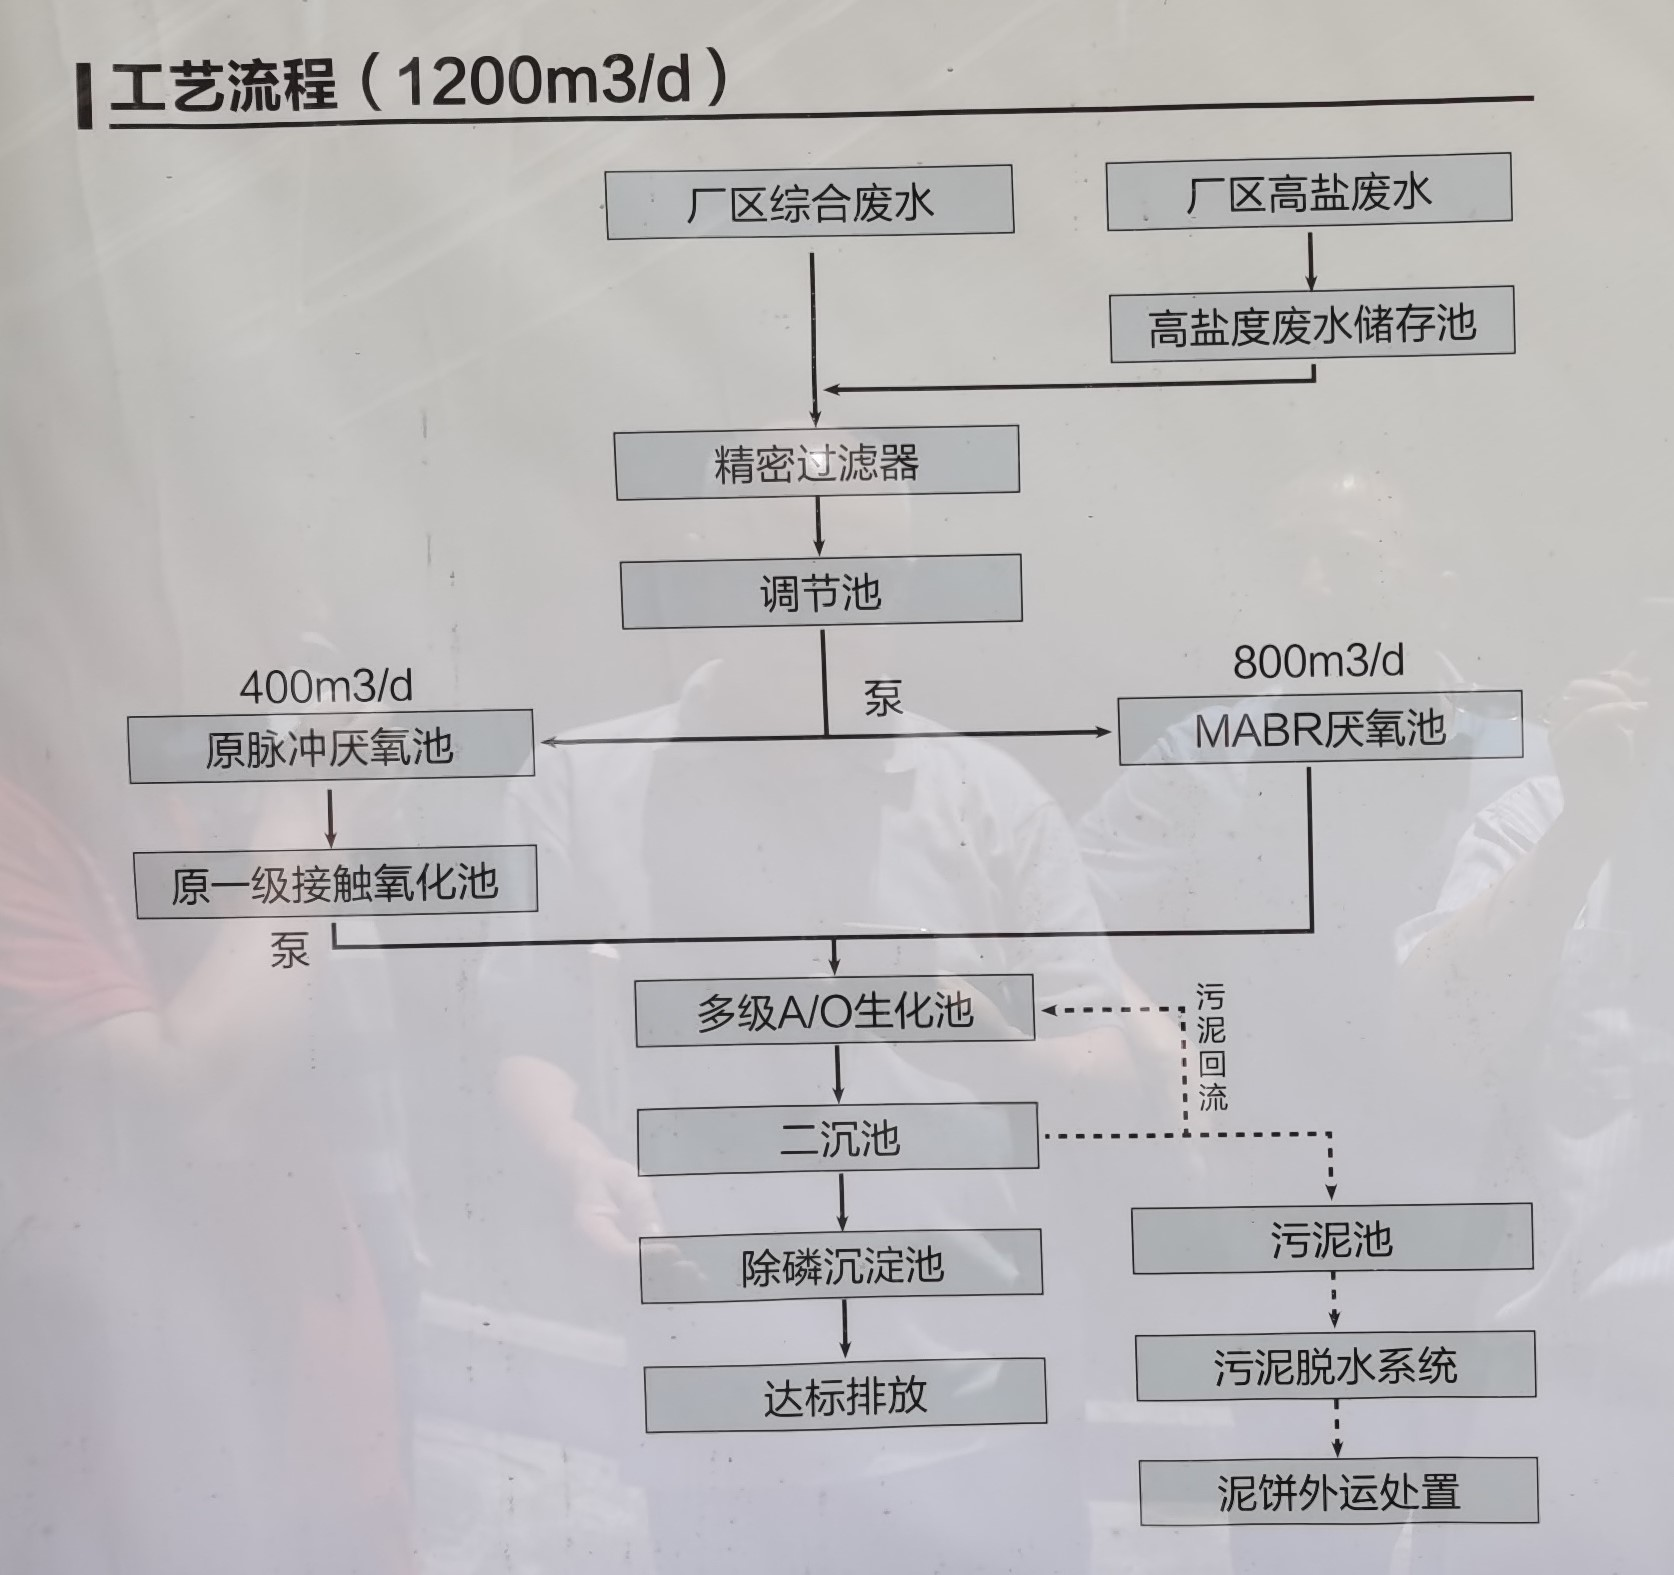 工艺流程（1200m3/d）
厂区综合废水
厂区高盐废水
高盐度废水储存池
精密过滤器
调节池
泵
400m3/d
800m3/d
原脉冲厌氧池
MABR厌氧池
原一级接触氧化池
泵
多级A/O生化池
污泥回流
二沉池
除磷沉淀池
污泥池
达标排放
污泥脱水系统
泥饼外运处置